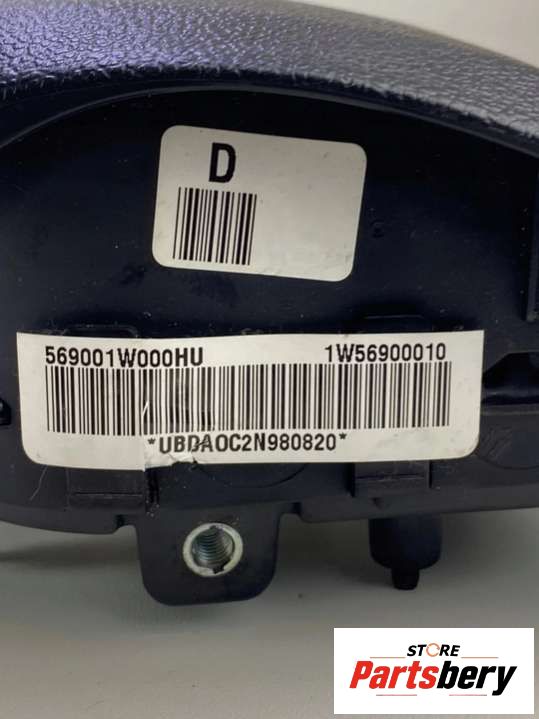 D
569001W000HU 1W56900010
*UBDAOC2N980820*
STORE
Partsbery